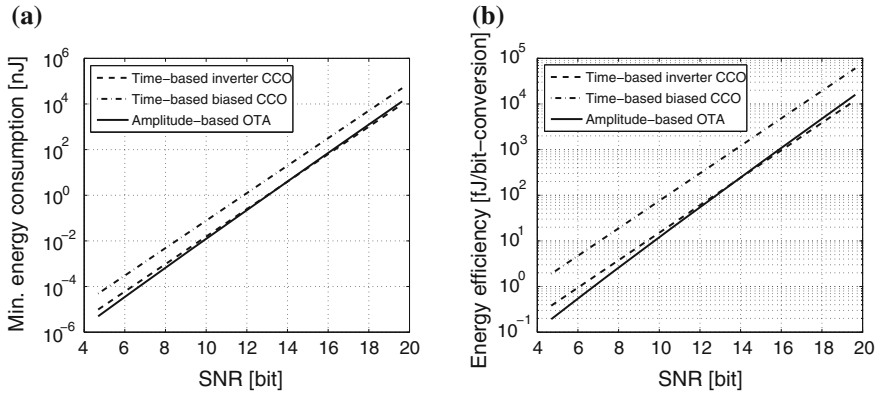 (a)
Min. energy consumption [nJ]
10^6
10^4
10^2
10^0
10^-2
10^-4
10^-6
Time-based inverter CCO
Time-based biased CCO
Amplitude-based OTA
4 6 8 10 12 14 16 18 20
SNR [bit]
(b)
Energy efficiency [fJ/bit-conversion]
10^5
10^4
10^3
10^2
10^1
10^0
10^-1
Time-based inverter CCO
Time-based biased CCO
Amplitude-based OTA
4 6 8 10 12 14 16 18 20
SNR [bit]